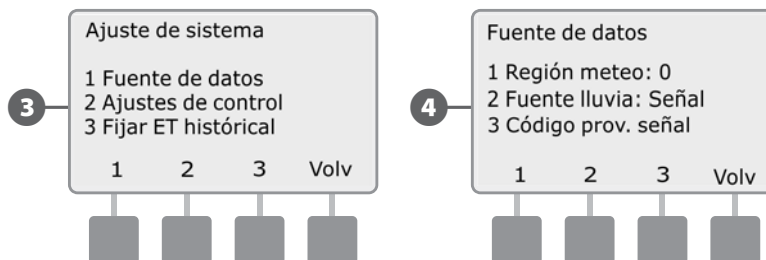 Ajuste de sistema
1 Fuente de datos
2 Ajustes de control
3 Fijar ET histórical
1 2 3 Volv
3
Fuente de datos
1 Región meteo: 0
2 Fuente lluvia: Señal
3 Código prov. señal
1 2 3 Volv
4